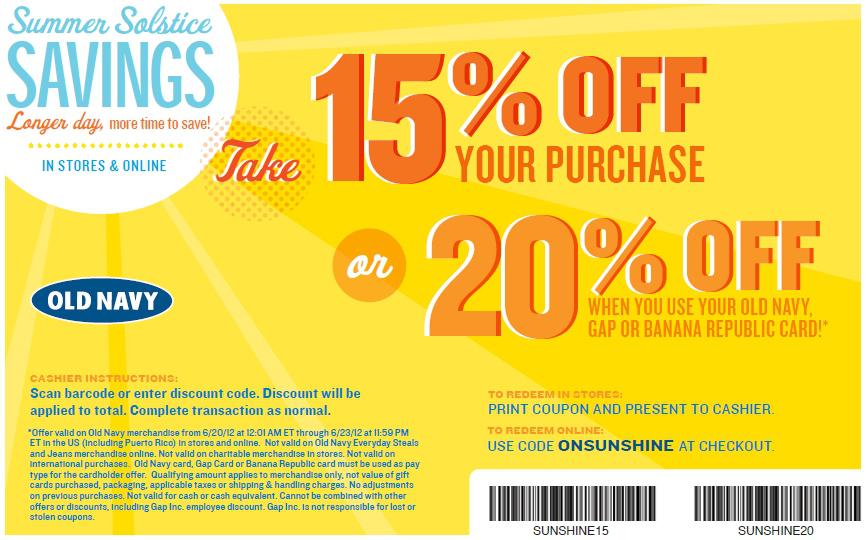 Summer Solstice
SAVINGS
Longer day, more time to save!
IN STORES & ONLINE
Take
15% OFF
YOUR PURCHASE
or
20% OFF
WHEN YOU USE YOUR OLD NAVY,
GAP OR BANANA REPUBLIC CARD!*
OLD NAVY
CASHIER INSTRUCTIONS:
Scan barcode or enter discount code. Discount will be
applied to total. Complete transaction as normal.
*Offer valid on Old Navy merchandise from 6/20/12 at 12:01 AM ET through 6/23/12 at 11:59 PM
ET in the US (including Puerto Rico) in stores and online. Not valid on Old Navy Everyday Steals
and Jeans merchandise online. Not valid on charitable merchandise in stores. Not valid on
international purchases. Old Navy card, Gap Card or Banana Republic card must be used as pay
type for the cardholder offer. Qualifying amount applies to merchandise only, not value of gift
cards purchased, packaging, applicable taxes or shipping & handling charges. No adjustments
on previous purchases. Not valid for cash or cash equivalent. Cannot be combined with other
offers or discounts, including Gap Inc. employee discount. Gap Inc. is not responsible for lost or
stolen coupons.
TO REDEEM IN STORES:
PRINT COUPON AND PRESENT TO CASHIER.
TO REDEEM ONLINE:
USE CODE ONSUNSHINE AT CHECKOUT.
SUNSHINE15
SUNSHINE20